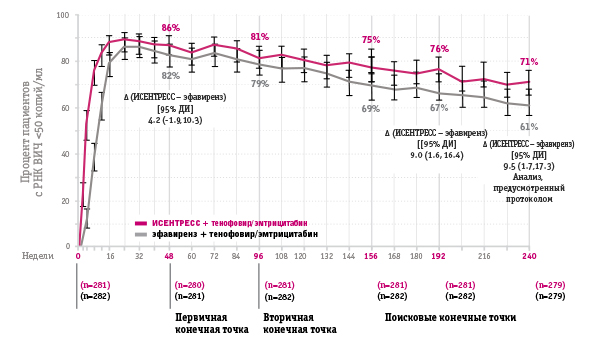 Процент пациентов
с РНК ВИЧ <50 копий/мл
100
80
60
40
20
0
86%
81%
75%
76%
71%
82%
79%
69%
67%
61%
Δ (ИСЕНТРЕСС – эфавиренз)
[95% ДИ]
4.2 (-1.9,10.3)
Δ (ИСЕНТРЕСС – эфавиренз)
[[95% ДИ]
9.0 (1.6, 16.4)
Δ (ИСЕНТРЕСС – эфавиренз)
[95% ДИ]
9.5 (1.7,17.3)
Анализ,
предусмотренный
протоколом
ИСЕНТРЕСС + тенофовир/эмтрицитабин
эфавиренз + тенофовир/эмтрицитабин
Недели 0 16 32 48 60 72 84 96 108 120 132 144 156 168 180 192 216 240
(n=281) (n=280) (n=281) (n=281) (n=281) (n=279)
(n=282) (n=281) (n=282) (n=282) (n=282) (n=279)
Первичная
конечная точка
Вторичная
конечная точка
Поисковые конечные точки